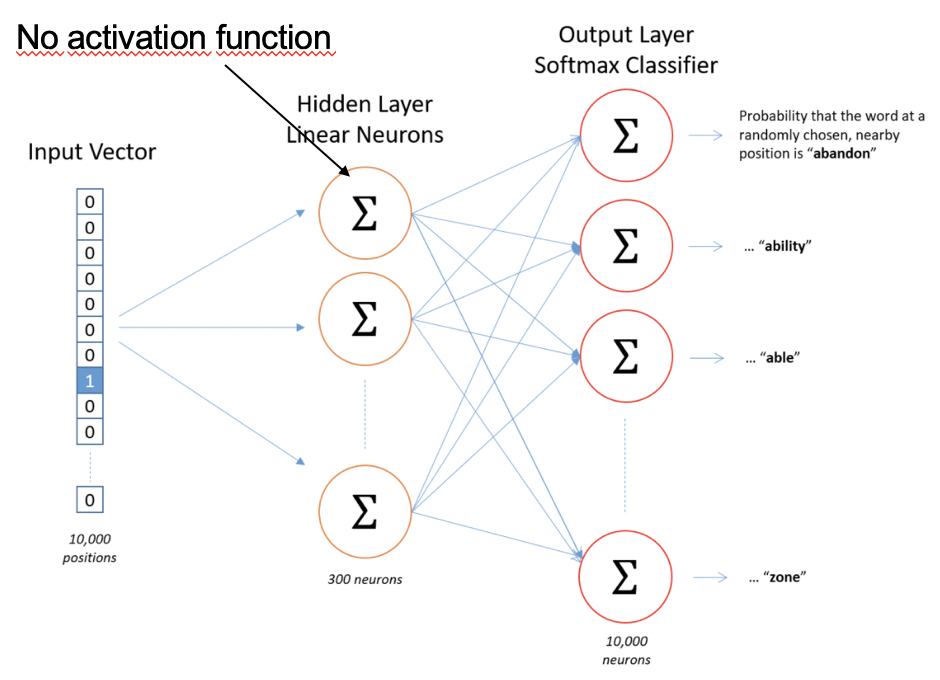 No activation function
Output Layer
Softmax Classifier
Hidden Layer
Linear Neurons
Input Vector
0
0
0
0
0
0
0
1
0
0
0
10,000
positions
Σ
Σ
Σ
300 neurons
Σ
Σ
Σ
Σ
10,000
neurons
Probability that the word at a
randomly chosen, nearby
position is “abandon”
... “ability”
... “able”
... “zone”